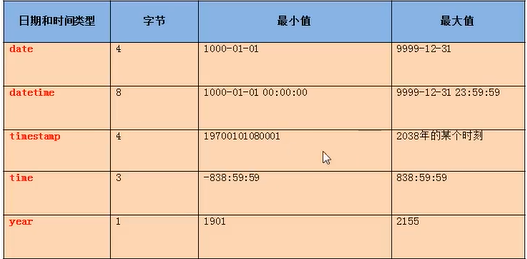 日期和时间类型 字节 最小值 最大值
date 4 1000-01-01 9999-12-31
datetime 8 1000-01-01 00:00:00 9999-12-31 23:59:59
timestamp 4 19700101080001 2038年的某个时刻
time 3 -838:59:59 838:59:59
year 1 1901 2155